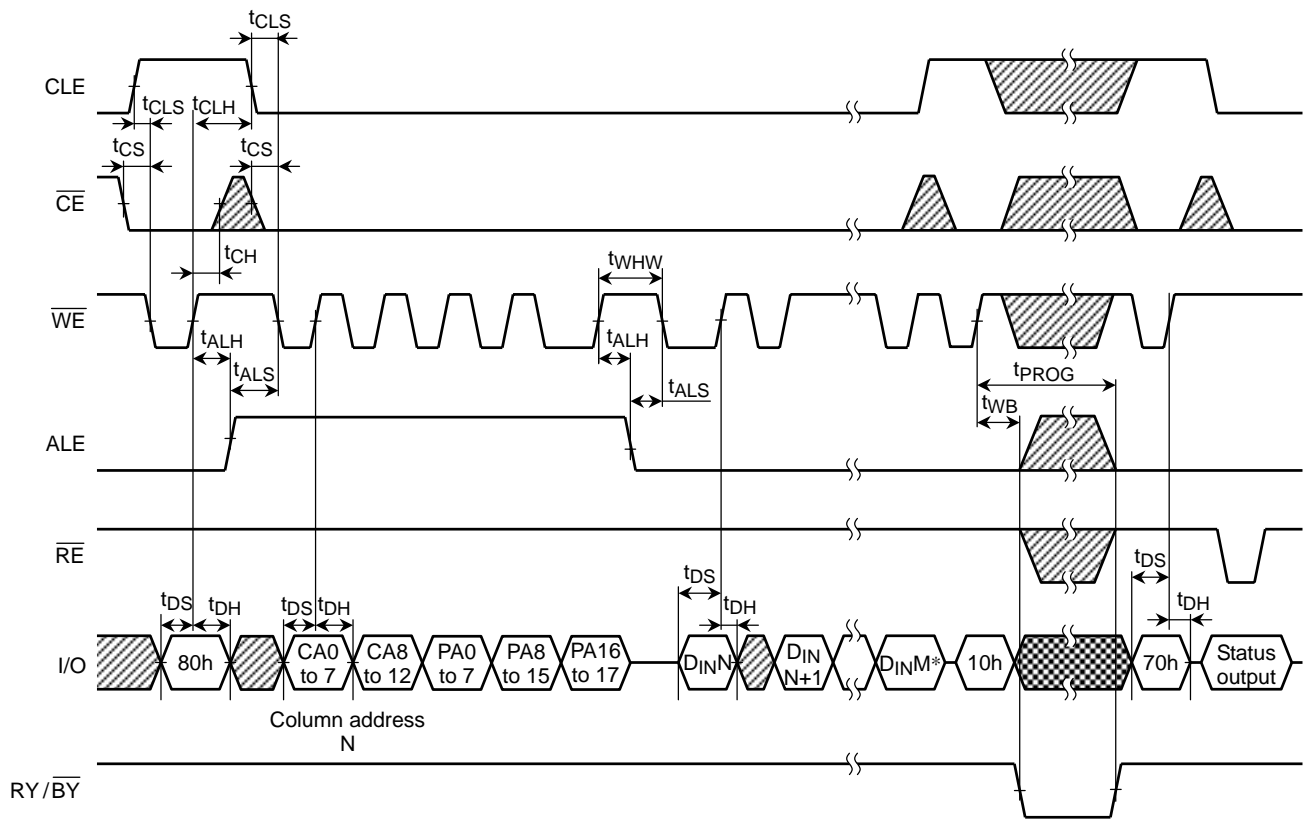 tCLS
CLE
tCLS tCLH
tCS tCS
CE
tCH
tWHW
WE
tALH tALH
tALS tALS
tPROG
tWB
ALE
RE
tDS tDH tDS tDH tDS tDH tDS tDH
I/O
80h
CA0
to 7
CA8
to 12
PA0
to 7
PA8
to 15
PA16
to 17
DINN
DIN
N+1
DINM*
10h
70h
Status
output
Column address
N
RY/BY